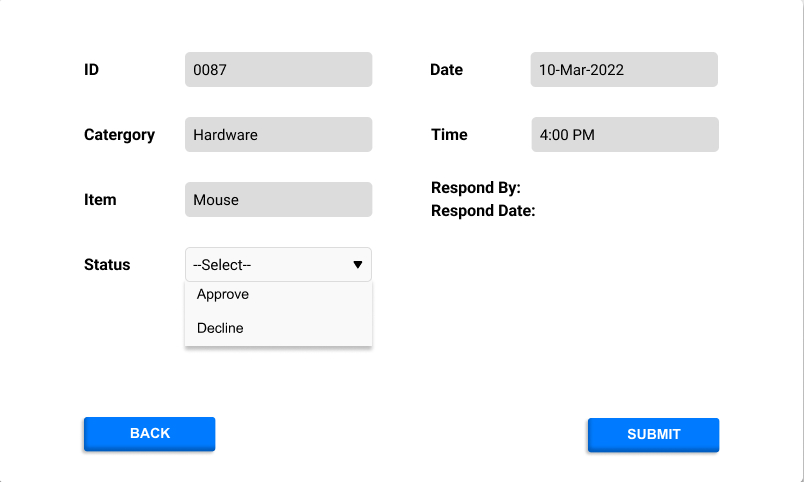 ID 0087 Date 10-Mar-2022
Catergory Hardware Time 4:00 PM
Item Mouse Respond By:
Respond Date:
Status --Select--
Approve
Decline
BACK SUBMIT